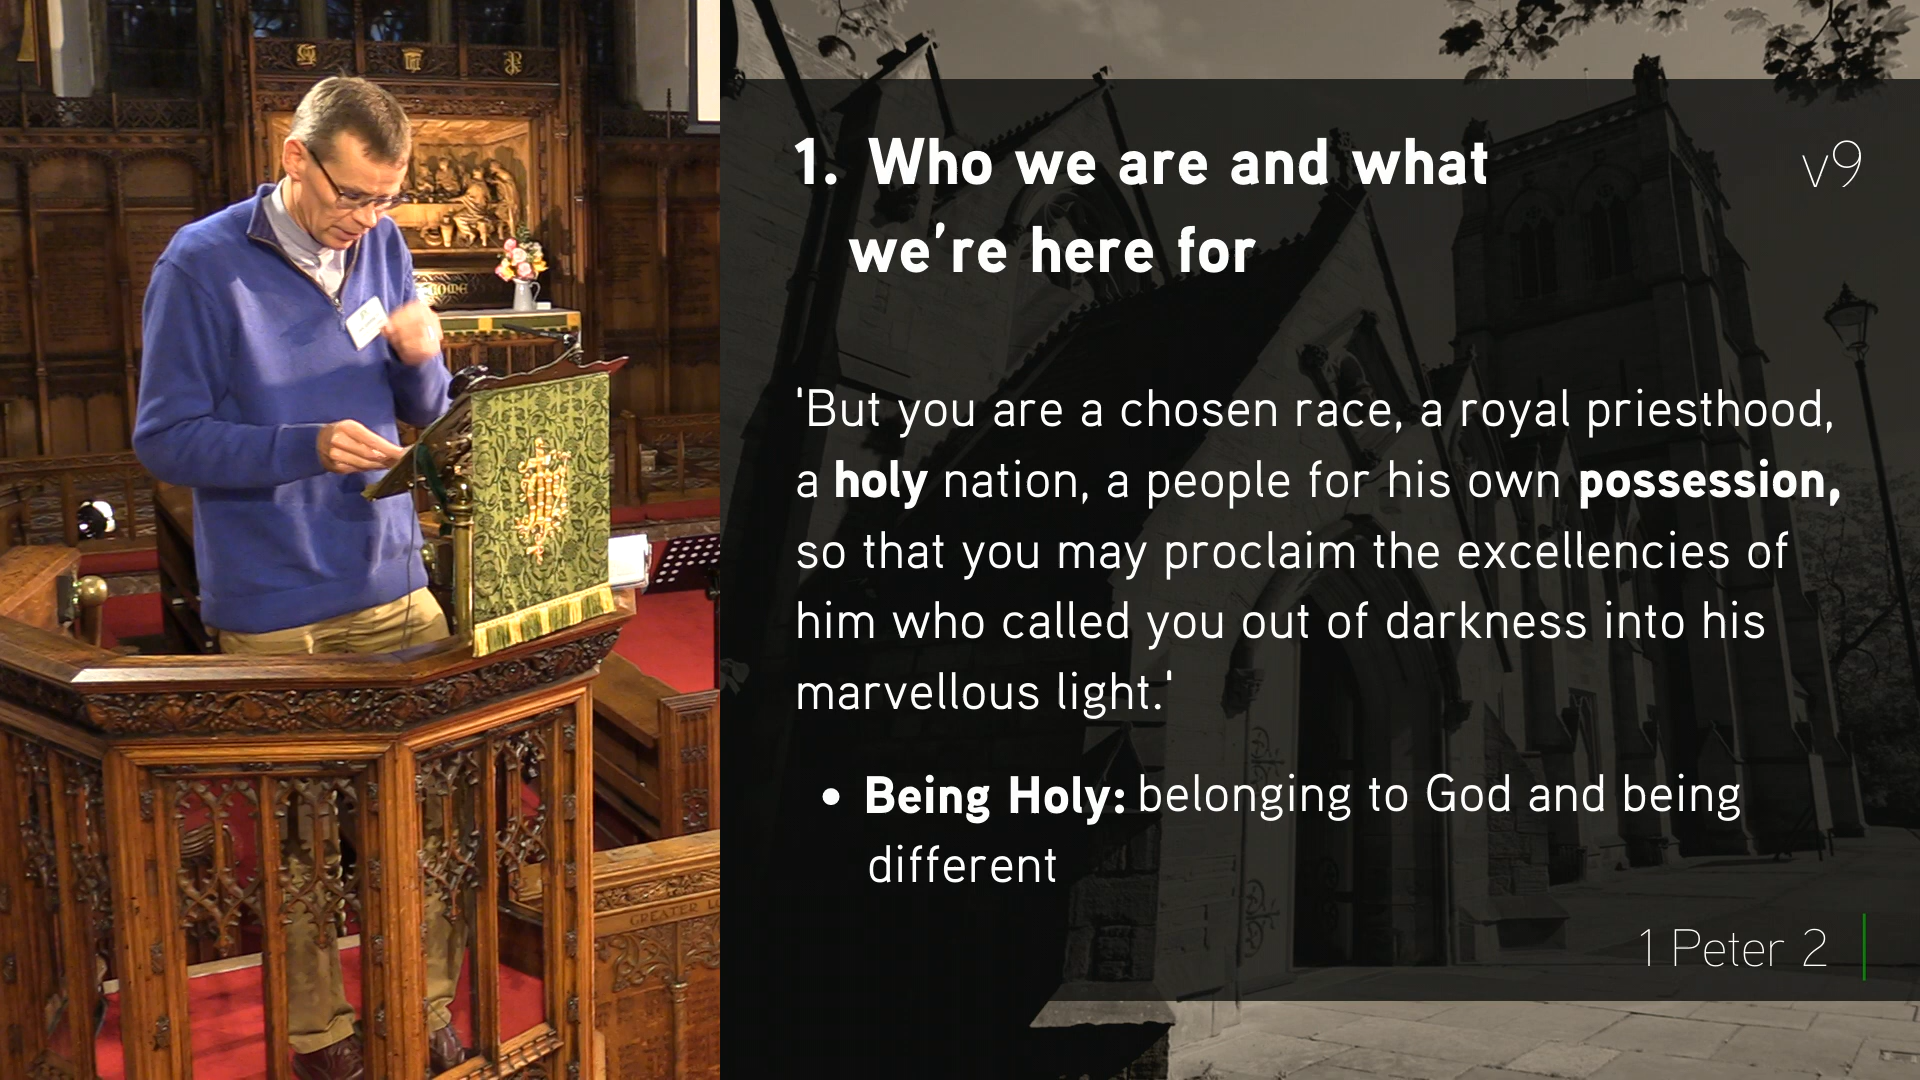 1. Who we are and what
we're here for
v9
'But you are a chosen race, a royal priesthood,
a holy nation, a people for his own possession,
so that you may proclaim the excellencies of
him who called you out of darkness into his
marvellous light.'
• Being Holy: belonging to God and being
different
1 Peter 2
GREATER